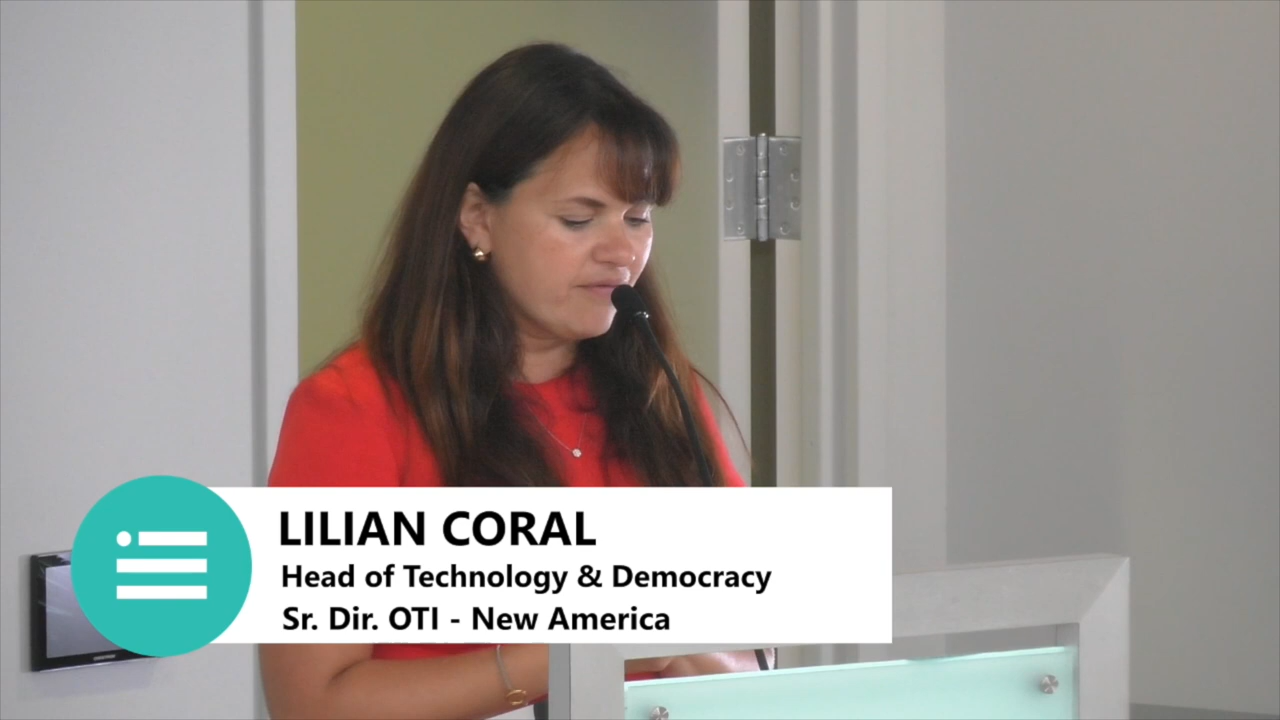 LILIAN CORAL
Head of Technology & Democracy
Sr. Dir. OTI - New America